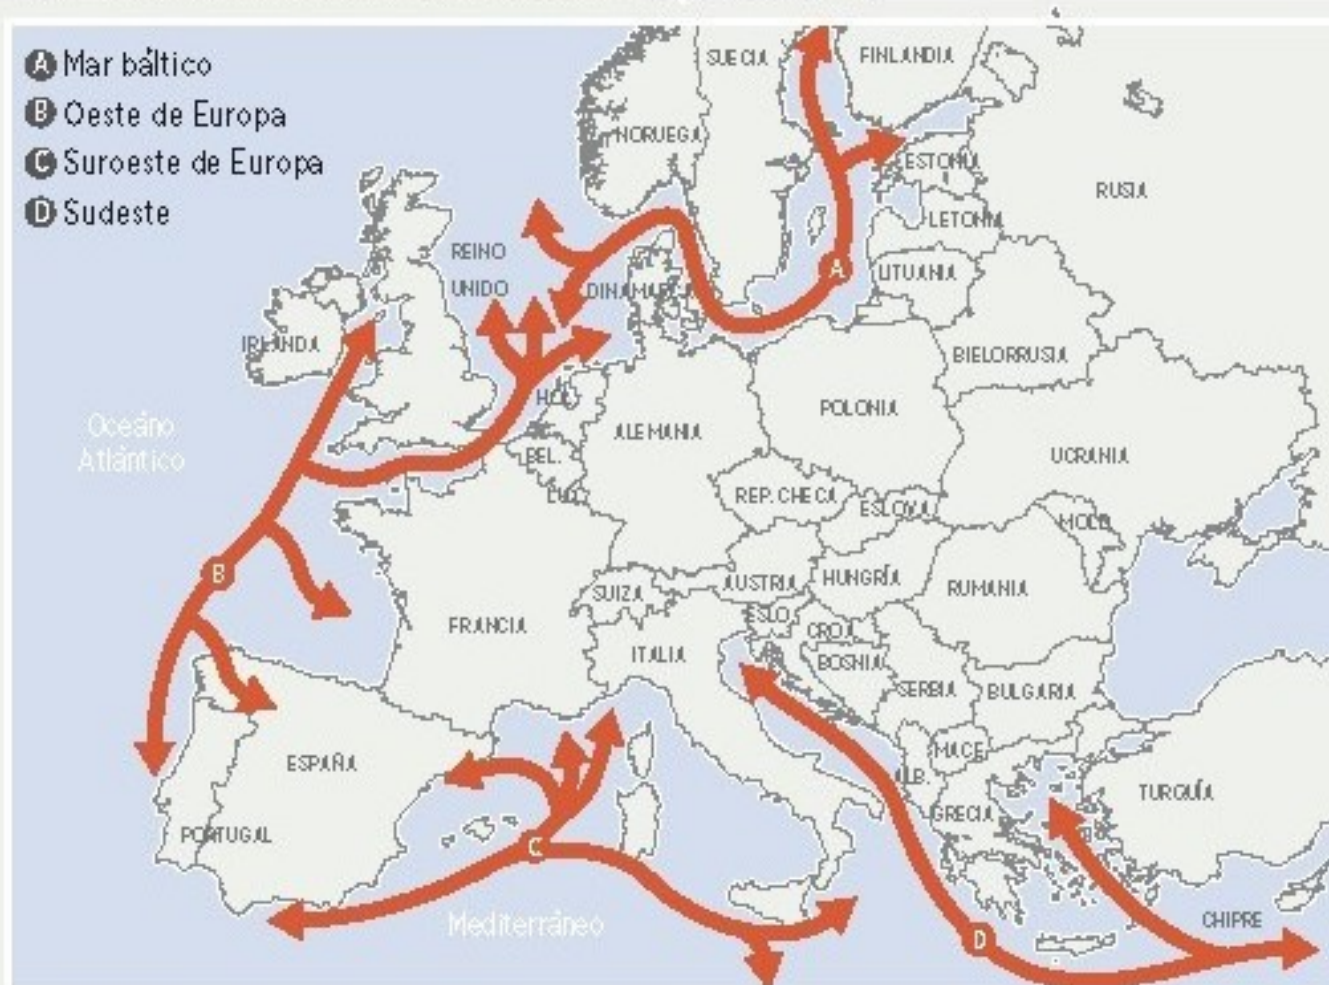 A Mar báltico
B Oeste de Europa
C Suroeste de Europa
D Sudeste
SUECIA
FINLANDIA
NORUEGA
ESTONIA
RUSIA
LETONIA
REINO
UNIDO
DINAMARCA
A
LITUANIA
IRLANDA
BIELORRUSIA
HOL.
POLONIA
Oceáno
Atlântico
ALEMANIA
BEL.
UCRANIA
LUX.
REP. CHECA
ESLOVA.
MOLD.
B
SUIZA
AUSTRIA
HUNGRÍA
RUMANIA
ESLO.
CROA.
FRANCIA
ITALIA
BOSNIA
SERBIA
BULGARIA
MACE.
ALB.
ESPAÑA
TURQUÍA
GRECIA
PORTUGAL
C
Mediterráneo
D
CHIPRE